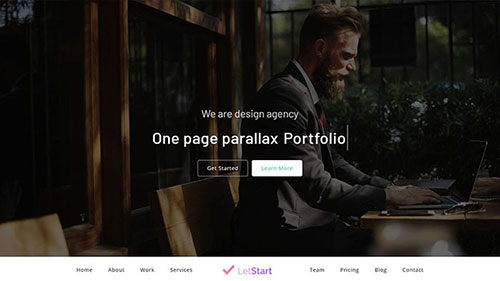 We are design agency
One page parallax Portfolio
Get Started Learn More
Home About Work Services LetStart Team Pricing Blog Contact